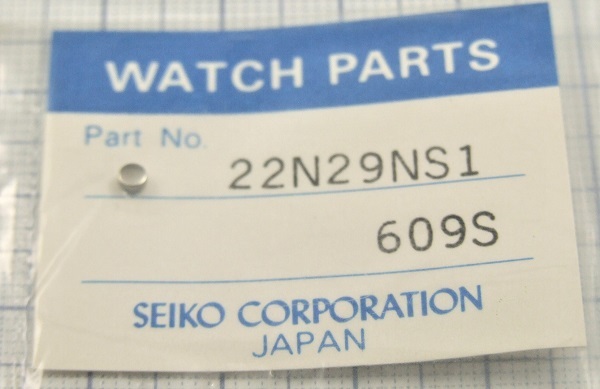 WATCH PARTS
Part No.
22N29NS1
609S
SEIKO CORPORATION
JAPAN